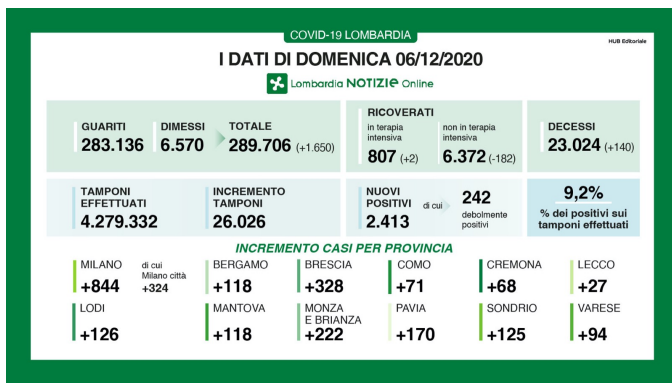 COVID-19 LOMBARDIA
HUB Editoriale
I DATI DI DOMENICA 06/12/2020
Lombardia NOTIZIE Online
GUARITI
283.136
DIMESSI
6.570
TOTALE
289.706 (+1.650)
RICOVERATI
in terapia
intensiva
807 (+2)
non in terapia
intensiva
6.372 (-182)
DECESSI
23.024 (+140)
TAMPONI
EFFETTUATI
4.279.332
INCREMENTO
TAMPONI
26.026
NUOVI
POSITIVI
2.413
di cui
242
debolmente
positivi
9,2%
% dei positivi sui
tamponi effettuati
INCREMENTO CASI PER PROVINCIA
MILANO
+844
di cui
Milano città
+324
BERGAMO
+118
BRESCIA
+328
COMO
+71
CREMONA
+68
LECCO
+27
LODI
+126
MANTOVA
+118
MONZA
E BRIANZA
+222
PAVIA
+170
SONDRIO
+125
VARESE
+94